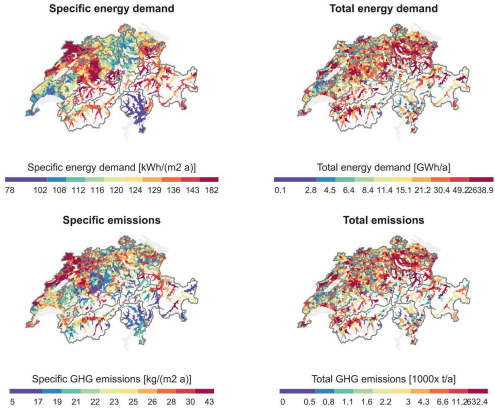 Specific energy demand
Total energy demand
Specific energy demand [kWh/(m2 a)]
78 102 108 112 116 120 124 129 136 143 182
Total energy demand [GWh/a]
0.1 2.8 4.5 6.4 8.4 11.4 15.1 21.2 30.4 49.2 2638.9
Specific emissions
Total emissions
Specific GHG emissions [kg/(m2 a)]
5 17 19 21 22 23 25 26 28 30 43
Total GHG emissions [1000x t/a]
0 0.5 0.8 1.1 1.6 2.2 3 4.3 6.6 11.2 632.4